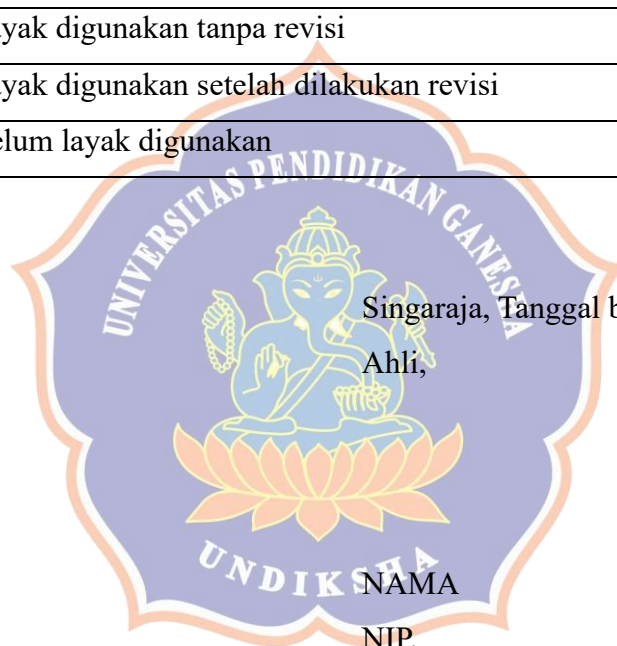 ayak digunakan tanpa revisi
ayak digunakan setelah dilakukan revisi
elum layak digunakan
UNIVERSITAS PENDIDIKAN GANESHA
Singaraja, Tanggal b
Ahli,
UNDIKSHA
NAMA
NIP.